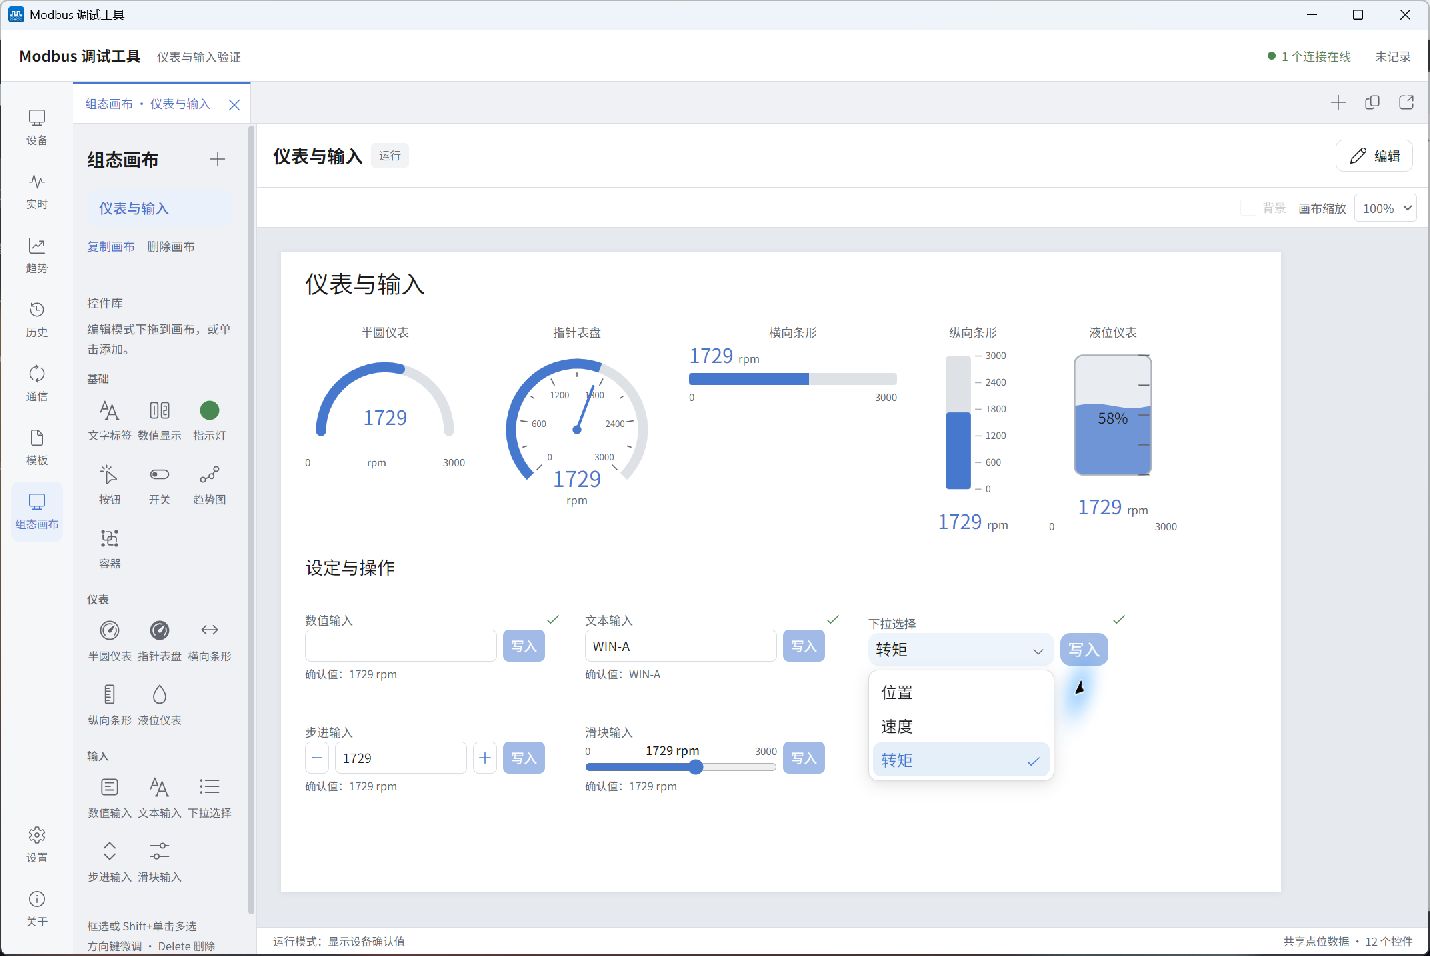 Modbus 调试工具
Modbus 调试工具 仪表与输入验证
1 个连接在线 未记录
设备
实时
趋势
历史
通信
模板
组态画布
设置
关于
组态画布 · 仪表与输入
组态画布
仪表与输入
复制画布 删除画布
控件库
编辑模式下拖到画布，或单
击添加。
基础
文字标签 数值显示 指示灯
按钮 开关 趋势图
容器
仪表
半圆仪表 指针表盘 横向条形
纵向条形 液位仪表
输入
数值输入 文本输入 下拉选择
步进输入 滑块输入
框选或 Shift+单击多选
方向键微调 · Delete 删除
仪表与输入 运行
编辑
背景 画布缩放 100%
仪表与输入
半圆仪表
1729
0 rpm 3000
指针表盘
1200 1800
600 2400
0 3000
1729
rpm
横向条形
1729 rpm
0 3000
纵向条形
3000
2400
1800
1200
600
0
1729 rpm
液位仪表
58%
1729 rpm
0 3000
设定与操作
数值输入
写入
确认值：1729 rpm
文本输入
WIN-A 写入
确认值：WIN-A
下拉选择
转矩 写入
位置
速度
转矩
步进输入
1729 写入
确认值：1729 rpm
滑块输入
0 1729 rpm 3000
写入
确认值：1729 rpm
运行模式：显示设备确认值
共享点位数据 · 12 个控件